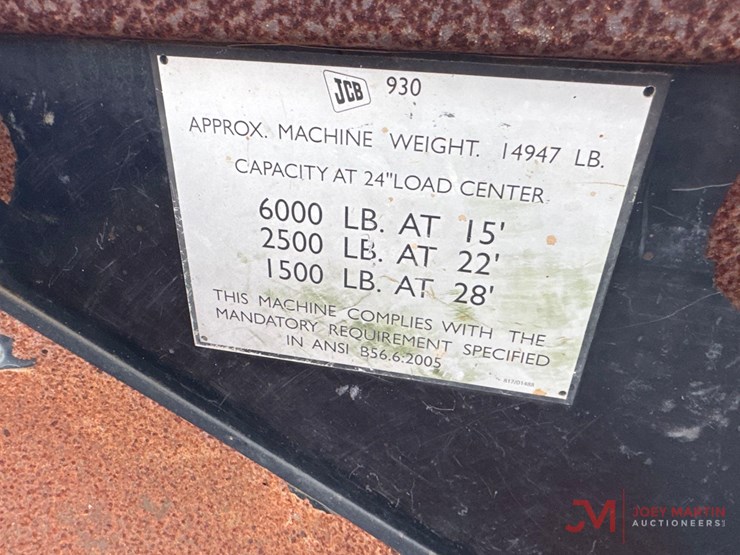 JCB 930
APPROX. MACHINE WEIGHT. 14947 LB.
CAPACITY AT 24"LOAD CENTER.
6000 LB. AT 15'
2500 LB. AT 22'
1500 LB. AT 28'
THIS MACHINE COMPLIES WITH THE
MANDATORY REQUIREMENT SPECIFIED
IN ANSI B56.6:2005
JM JOEY MARTIN
AUCTIONEERS